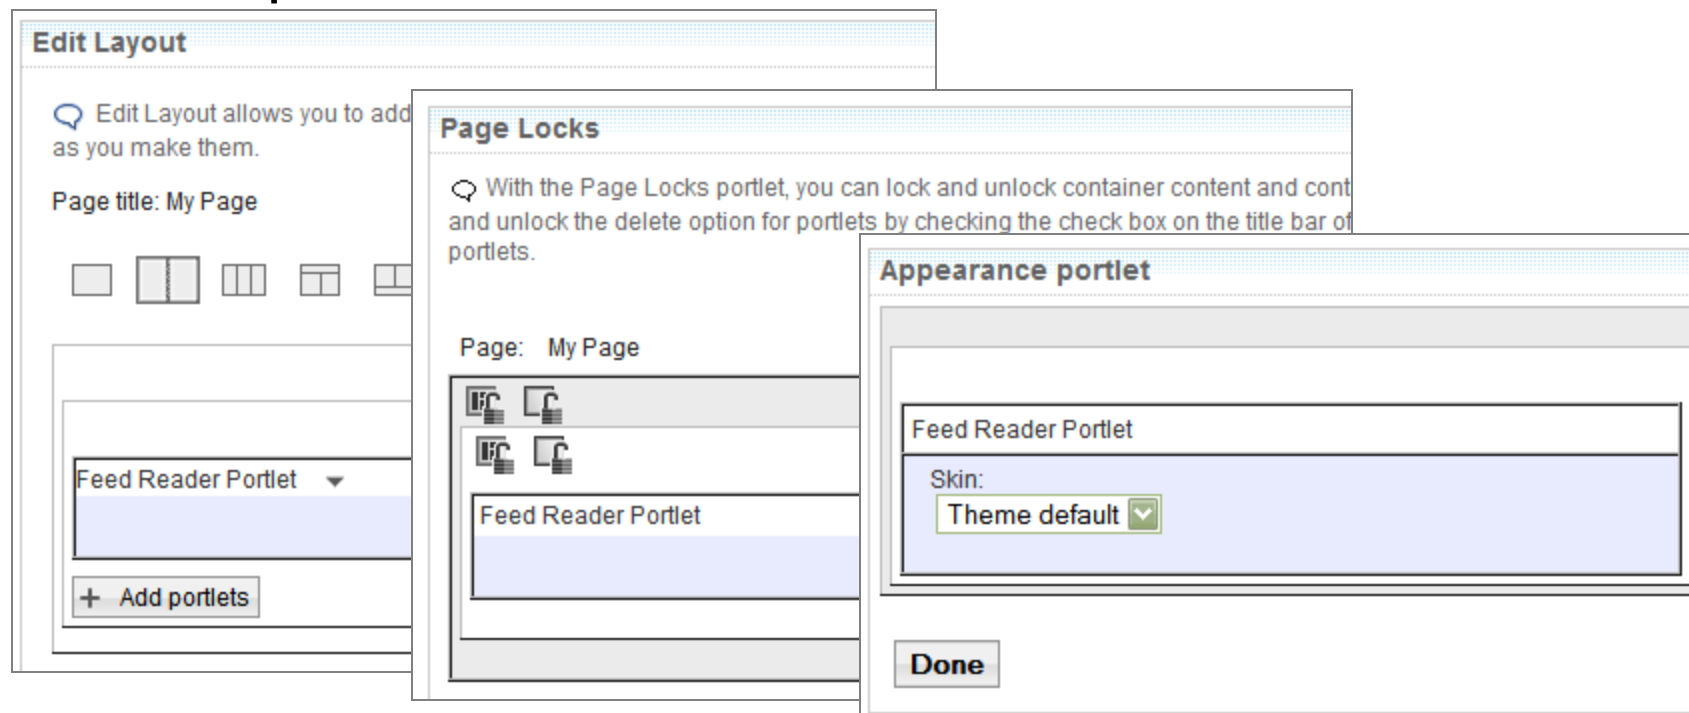 Edit Layout
Edit Layout allows you to add
as you make them.
Page title: My Page
Feed Reader Portlet
+ Add portlets
Page Locks
With the Page Locks portlet, you can lock and unlock container content and cont
and unlock the delete option for portlets by checking the check box on the title bar of
portlets.
Page: My Page
Feed Reader Portlet
Appearance portlet
Feed Reader Portlet
Skin:
Theme default
Done